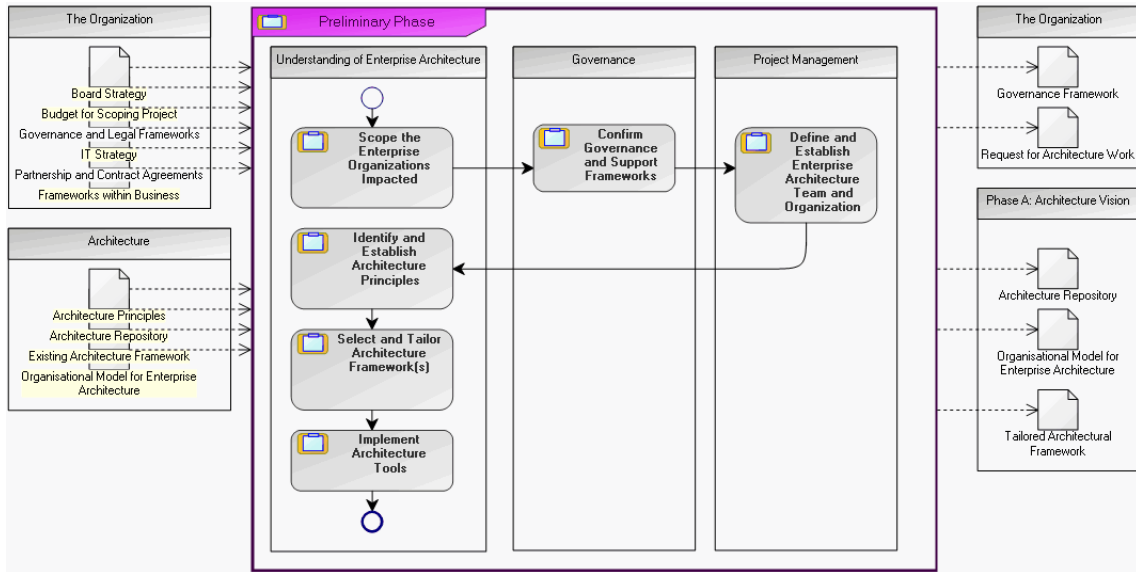 The Organization
Board Strategy
Budget for Scoping Project
Governance and Legal Frameworks
IT Strategy
Partnership and Contract Agreements
Frameworks within Business
Architecture
Architecture Principles
Architecture Repository
Existing Architecture Framework
Organisational Model for Enterprise
Architecture
Preliminary Phase
Understanding of Enterprise Architecture
Scope the
Enterprise
Organizations
Impacted
Identify and
Establish
Architecture
Principles
Select and Tailor
Architecture
Framework(s)
Implement
Architecture
Tools
Governance
Confirm
Governance
and Support
Frameworks
Project Management
Define and
Establish
Enterprise
Architecture
Team and
Organization
The Organization
Governance Framework
Request for Architecture Work
Phase A: Architecture Vision
Architecture Repository
Organisational Model for
Enterprise Architecture
Tailored Architectural
Framework